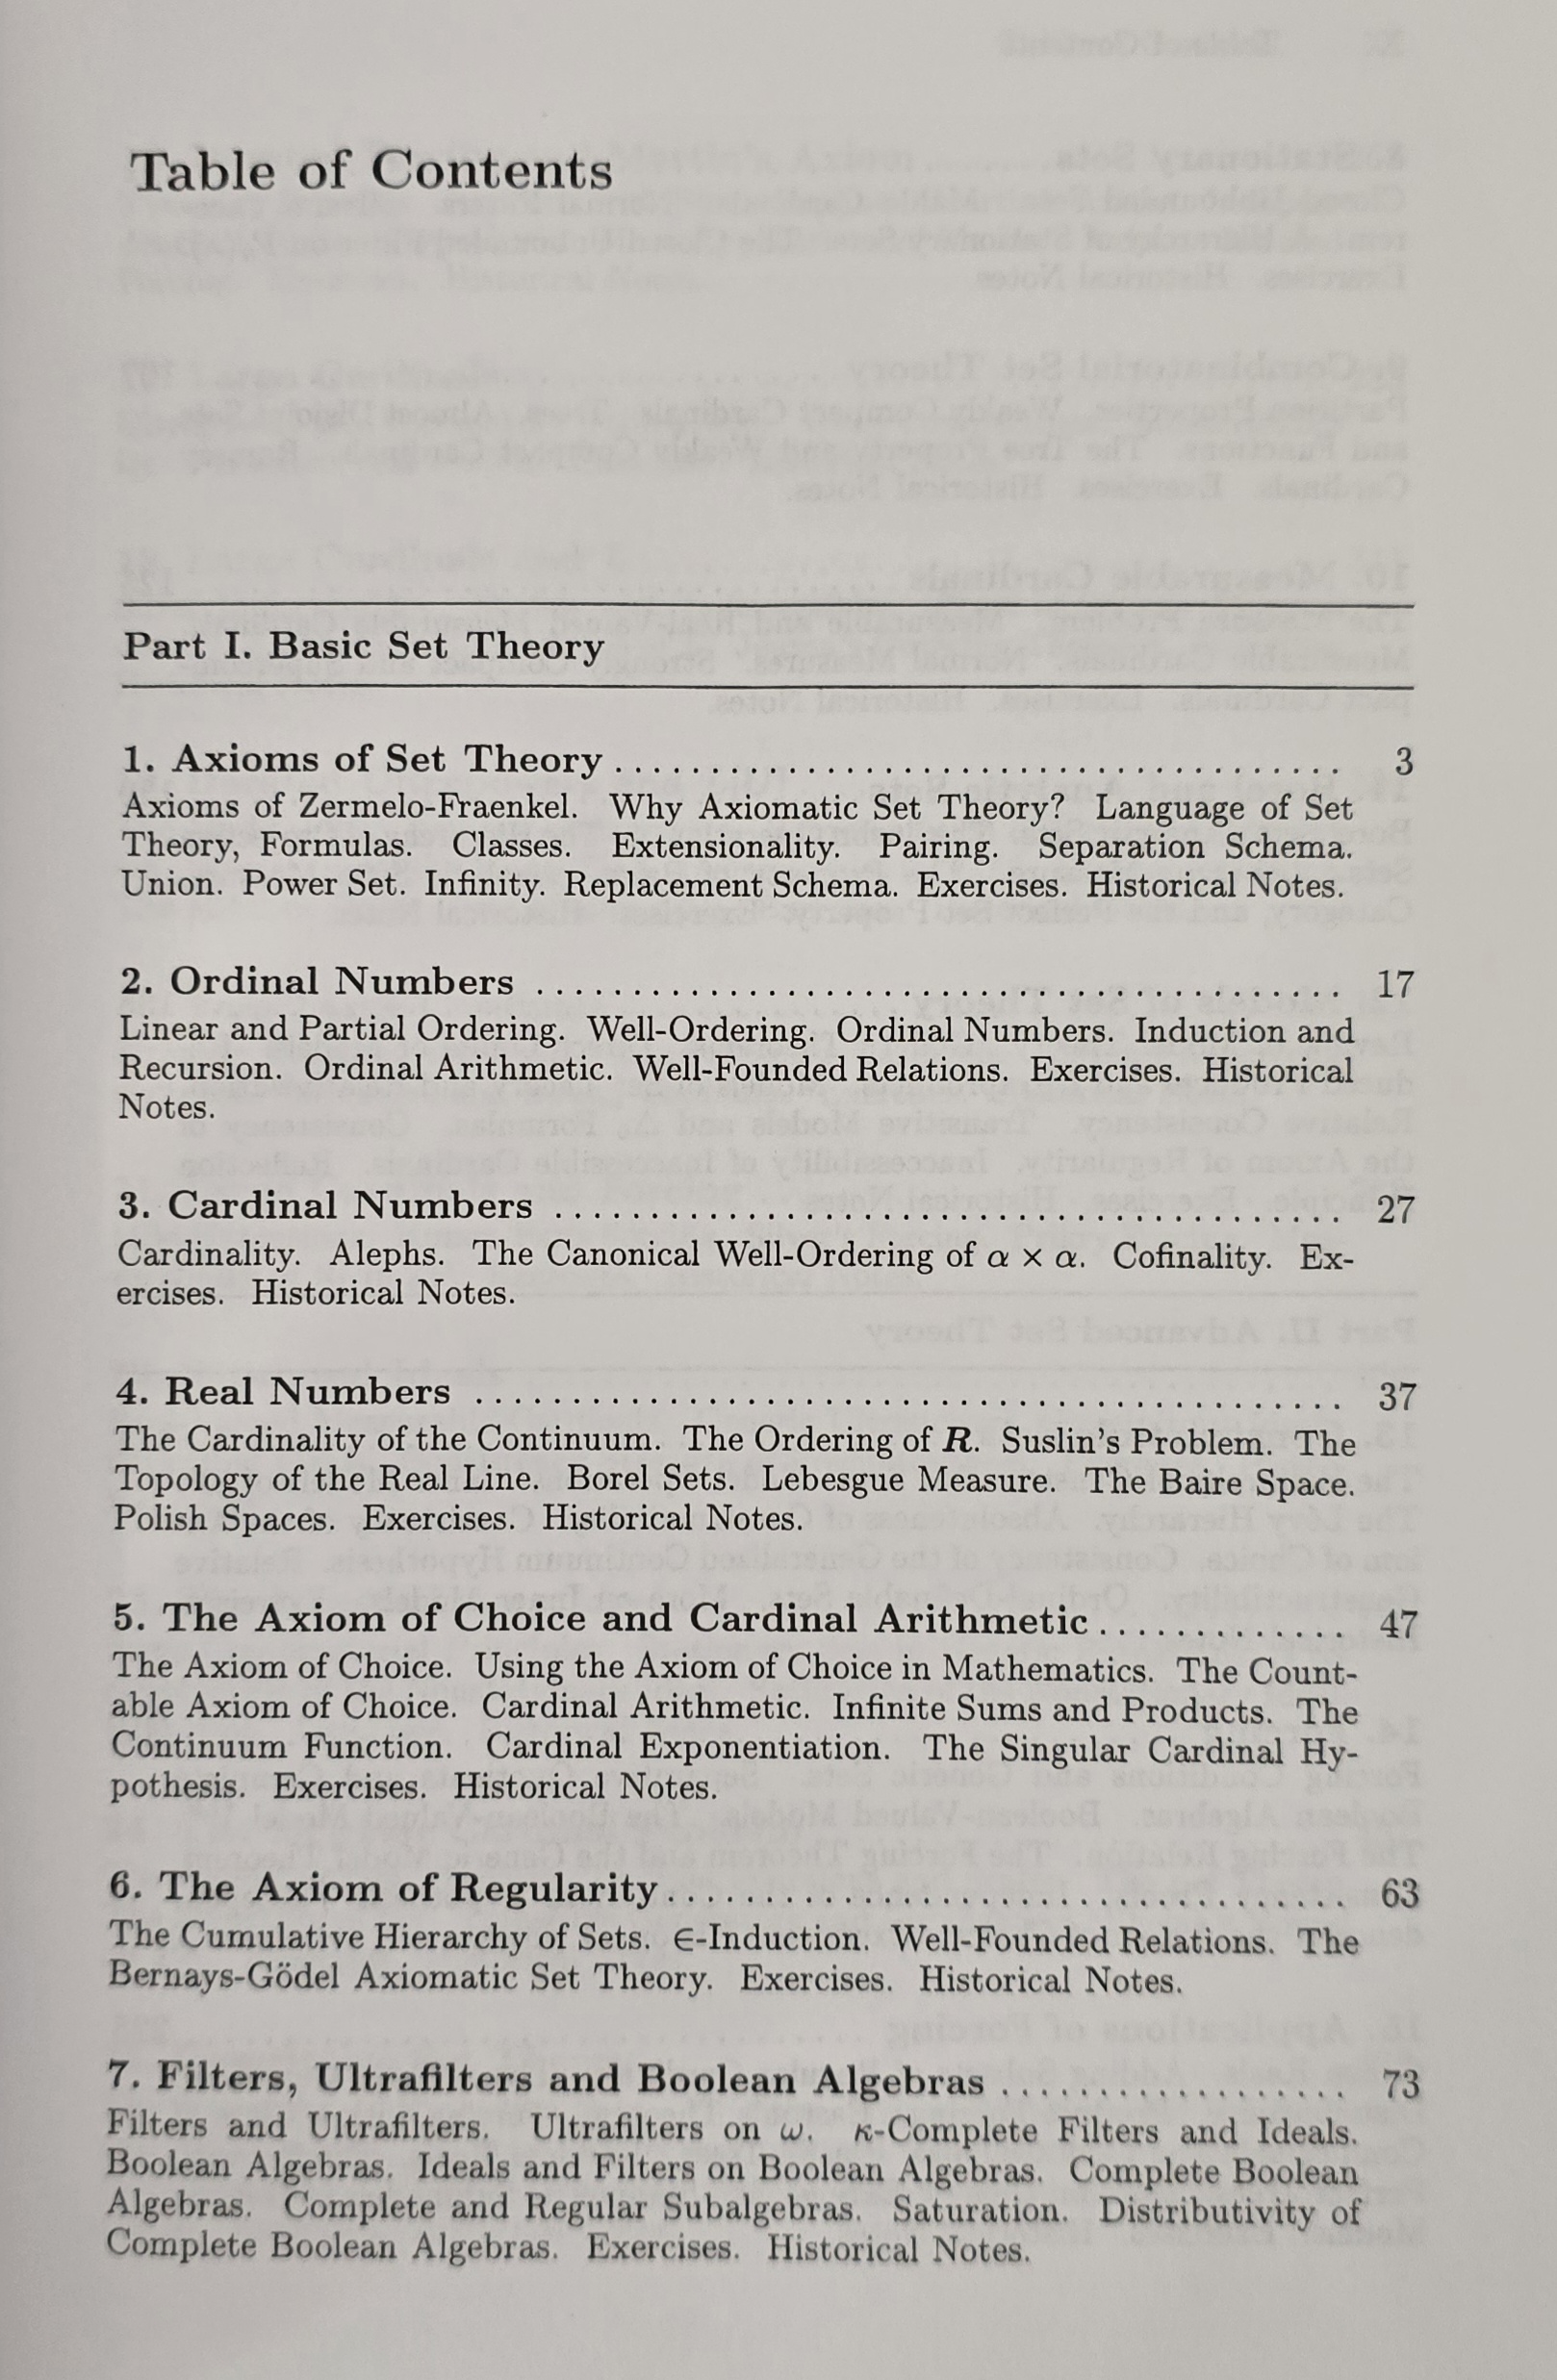 Table of Contents
Part I. Basic Set Theory
1. Axioms of Set Theory ...................................... 3
Axioms of Zermelo-Fraenkel. Why Axiomatic Set Theory? Language of Set
Theory, Formulas. Classes. Extensionality. Pairing. Separation Schema.
Union. Power Set. Infinity. Replacement Schema. Exercises. Historical Notes.
2. Ordinal Numbers .......................................... 17
Linear and Partial Ordering. Well-Ordering. Ordinal Numbers. Induction and
Recursion. Ordinal Arithmetic. Well-Founded Relations. Exercises. Historical
Notes.
3. Cardinal Numbers ......................................... 27
Cardinality. Alephs. The Canonical Well-Ordering of α × α. Cofinality. Ex-
ercises. Historical Notes.
4. Real Numbers ............................................. 37
The Cardinality of the Continuum. The Ordering of R. Suslin's Problem. The
Topology of the Real Line. Borel Sets. Lebesgue Measure. The Baire Space.
Polish Spaces. Exercises. Historical Notes.
5. The Axiom of Choice and Cardinal Arithmetic ............. 47
The Axiom of Choice. Using the Axiom of Choice in Mathematics. The Count-
able Axiom of Choice. Cardinal Arithmetic. Infinite Sums and Products. The
Continuum Function. Cardinal Exponentiation. The Singular Cardinal Hy-
pothesis. Exercises. Historical Notes.
6. The Axiom of Regularity ................................... 63
The Cumulative Hierarchy of Sets. ∈-Induction. Well-Founded Relations. The
Bernays-Gödel Axiomatic Set Theory. Exercises. Historical Notes.
7. Filters, Ultrafilters and Boolean Algebras .................. 73
Filters and Ultrafilters. Ultrafilters on ω. κ-Complete Filters and Ideals.
Boolean Algebras. Ideals and Filters on Boolean Algebras. Complete Boolean
Algebras. Complete and Regular Subalgebras. Saturation. Distributivity of
Complete Boolean Algebras. Exercises. Historical Notes.